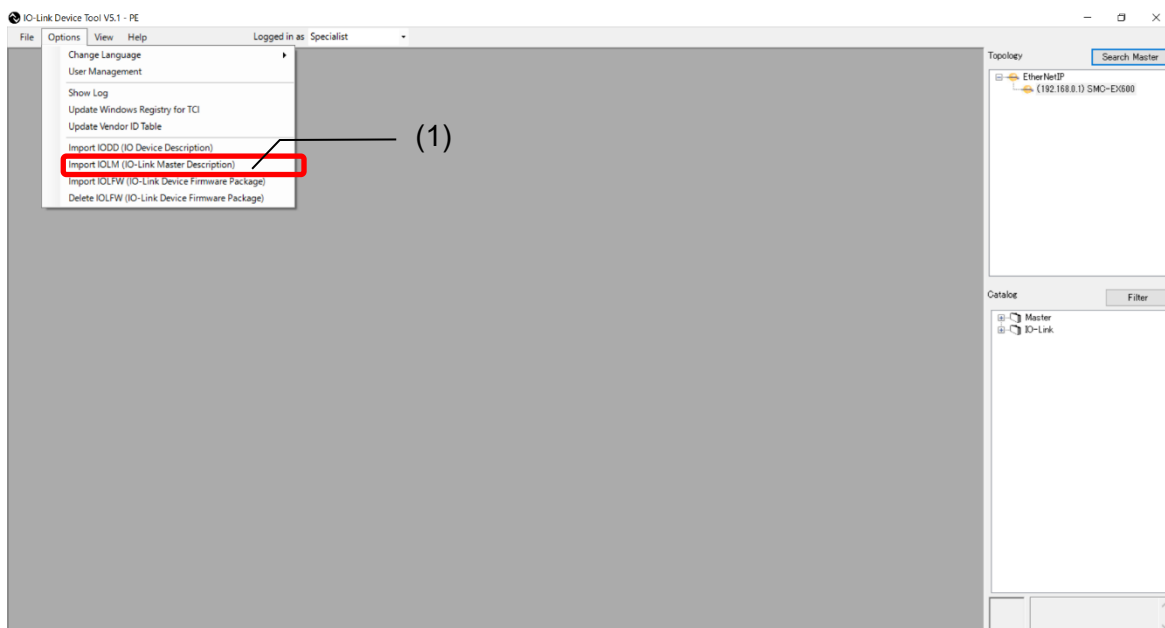 IO-Link Device Tool V5.1 - PE
File Options View Help Logged in as Specialist
Change Language
User Management
Show Log
Update Windows Registry for TCI
Update Vendor ID Table
Import IODD (IO Device Description)
Import IOLM (IO-Link Master Description)
Import IOLFW (IO-Link Device Firmware Package)
Delete IOLFW (IO-Link Device Firmware Package)
(1)
Topology Search Master
EtherNetIP
(192.168.0.1) SMC-EX600
Catalog Filter
Master
IO-Link